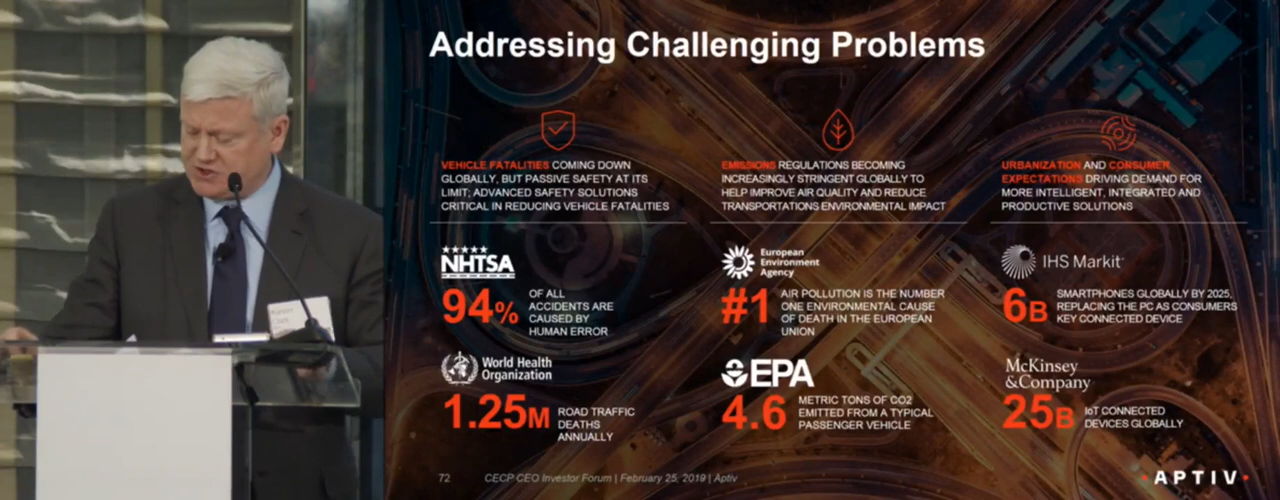 Addressing Challenging Problems
VEHICLE FATALITIES COMING DOWN
GLOBALLY, BUT PASSIVE SAFETY AT ITS
LIMIT; ADVANCED SAFETY SOLUTIONS
CRITICAL IN REDUCING VEHICLE FATALITIES
NHTSA
94%
OF ALL
ACCIDENTS ARE
CAUSED BY
HUMAN ERROR
World Health
Organization
1.25M
ROAD TRAFFIC
DEATHS
ANNUALLY
EMISSIONS REGULATIONS BECOMING
INCREASINGLY STRINGENT GLOBALLY TO
HELP IMPROVE AIR QUALITY AND REDUCE
TRANSPORTATIONS ENVIRONMENTAL IMPACT
European
Environment
Agency
#1
AIR POLLUTION IS THE NUMBER
ONE ENVIRONMENTAL CAUSE
OF DEATH IN THE EUROPEAN
UNION
EPA
4.6
METRIC TONS OF CO2
EMITTED FROM A TYPICAL
PASSENGER VEHICLE
URBANIZATION AND CONSUMER
EXPECTATIONS DRIVING DEMAND FOR
MORE INTELLIGENT, INTEGRATED AND
PRODUCTIVE SOLUTIONS
IHS Markit
6B
SMARTPHONES GLOBALLY BY 2025,
REPLACING THE PC AS CONSUMERS
KEY CONNECTED DEVICE
McKinsey
&Company
25B
IoT CONNECTED
DEVICES GLOBALLY
72
CECP CEO Investor Forum | February 25, 2019 | Aptiv
APTIV